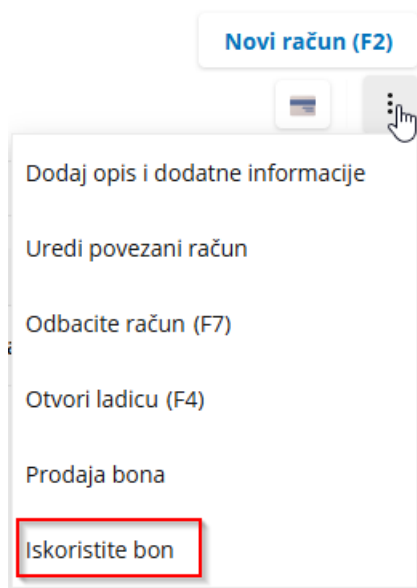 Novi račun (F2)
Dodaj opis i dodatne informacije
Uredi povezani račun
Odbacite račun (F7)
Otvori ladicu (F4)
Prodaja bona
Iskoristite bon